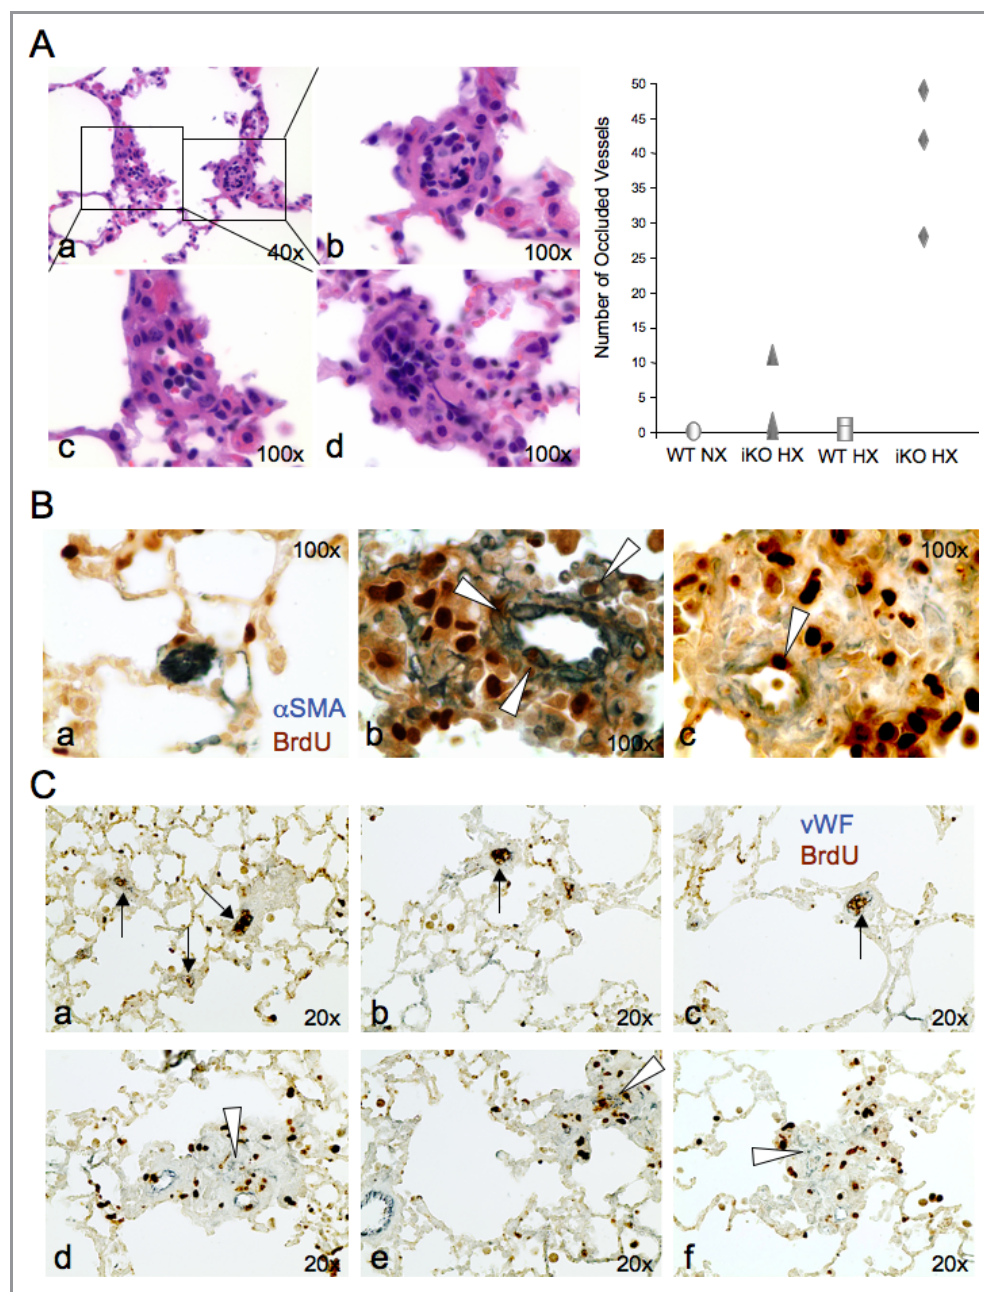 A
a
40x
b
100x
c
100x
d
100x
Number of Occluded Vessels
50
45
40
35
30
25
20
15
10
5
0
WT NX
iKO HX
WT HX
iKO HX
B
100x
αSMA
BrdU
a
b
100x
100x
c
C
a
20x
b
20x
vWF
BrdU
c
20x
d
20x
e
20x
f
20x